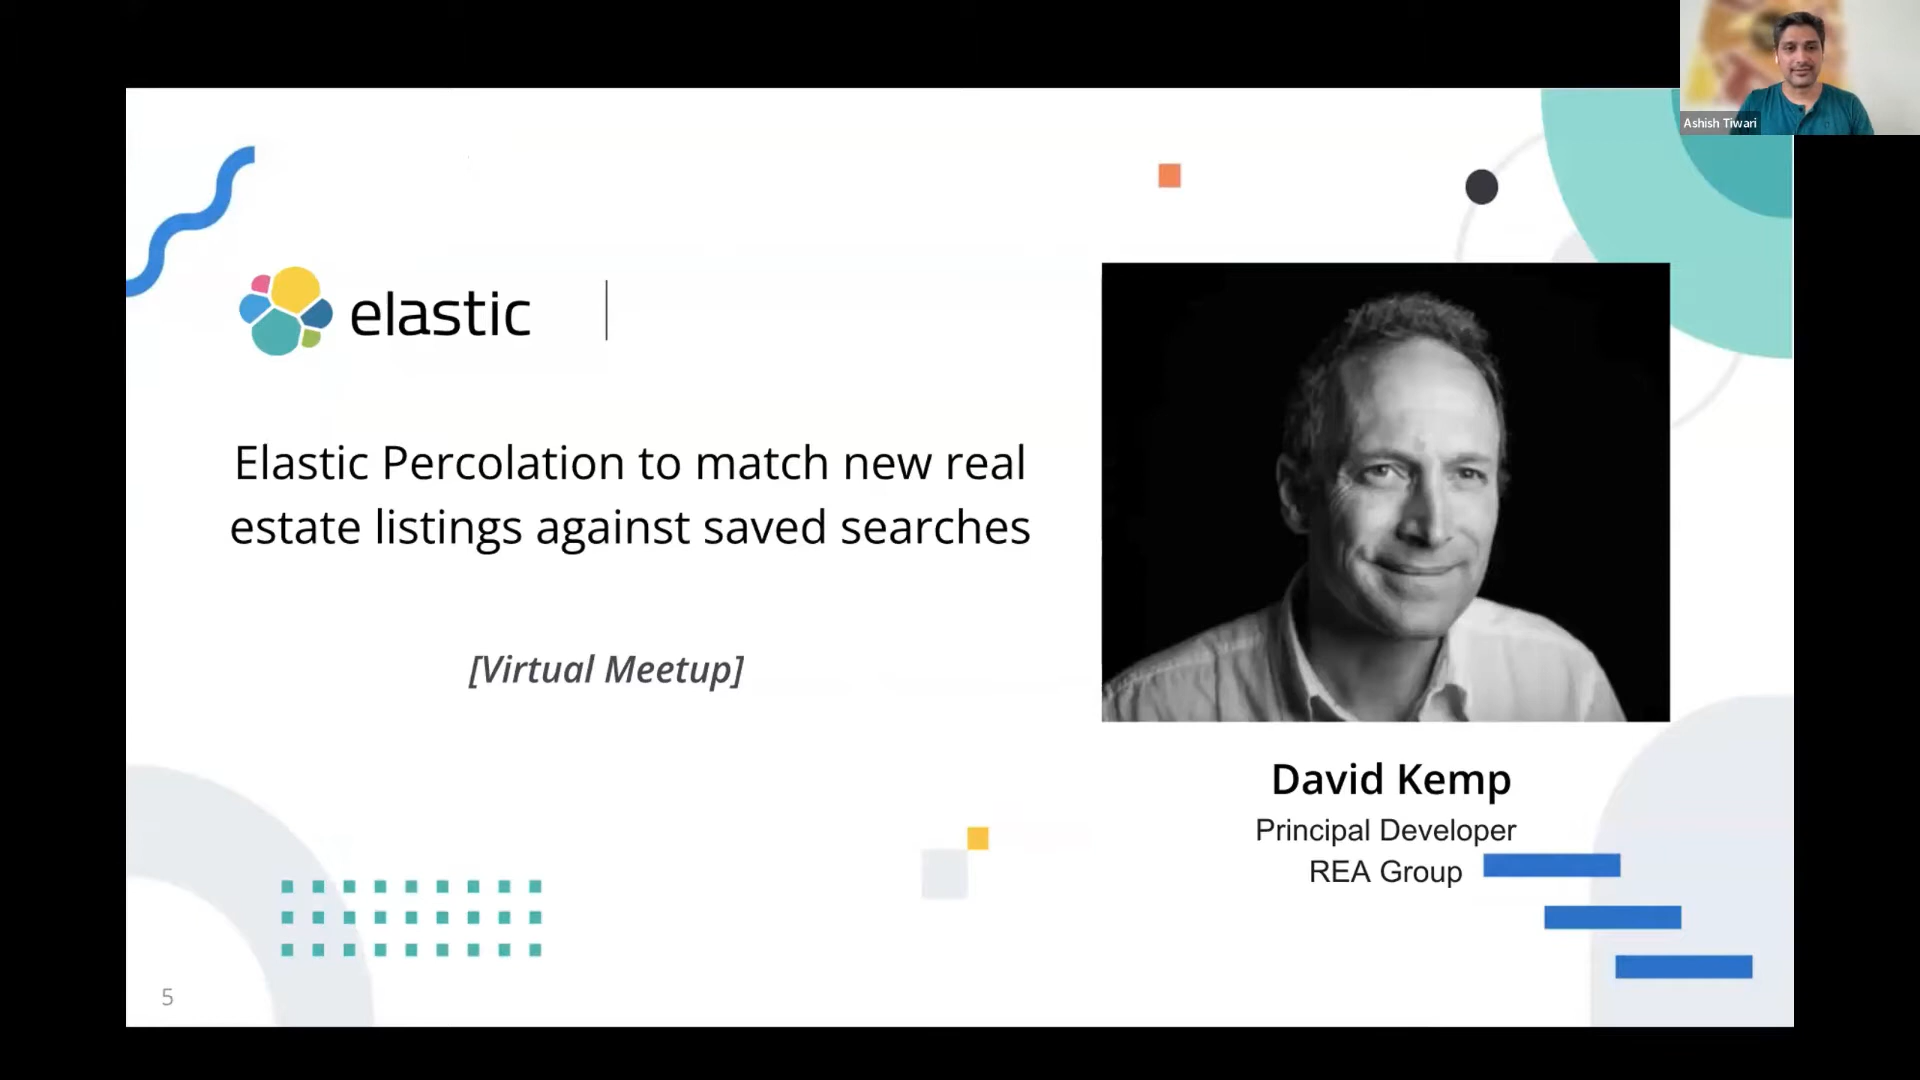 Ashish Tiwari
elastic
Elastic Percolation to match new real
estate listings against saved searches
[Virtual Meetup]
David Kemp
Principal Developer
REA Group
5